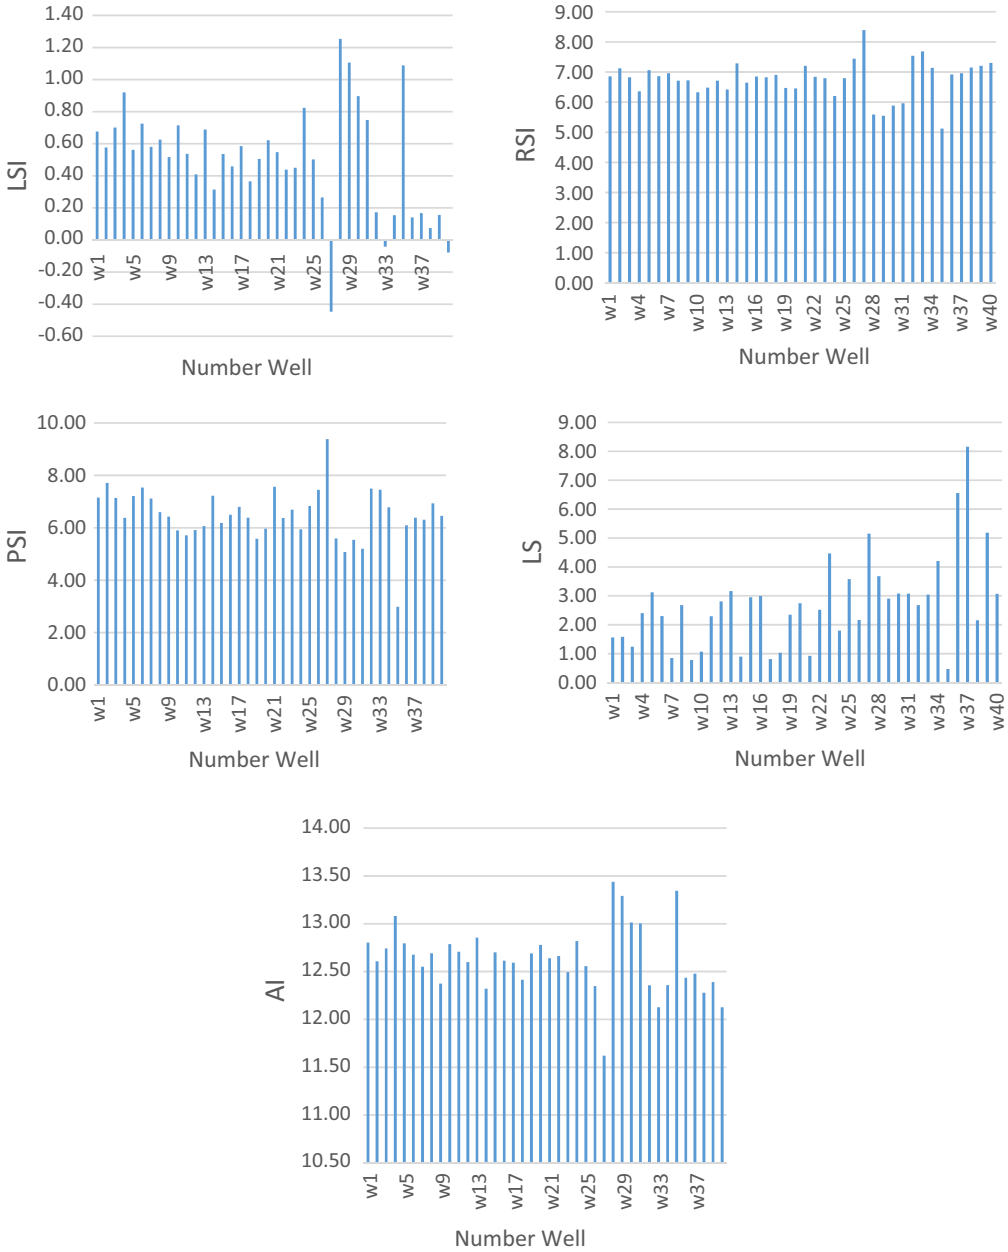 1.40
1.20
1.00
0.80
0.60
0.40
0.20
0.00
-0.20
-0.40
-0.60
LSI
w1
w5
w9
w13
w17
w21
w25
w29
w33
w37
Number Well
9.00
8.00
7.00
6.00
5.00
4.00
3.00
2.00
1.00
0.00
RSI
w1
w4
w7
w10
w13
w16
w19
w22
w25
w28
w31
w34
w37
w40
Number Well
10.00
8.00
6.00
4.00
2.00
0.00
PSI
w1
w5
w9
w13
w17
w21
w25
w29
w33
w37
Number Well
9.00
8.00
7.00
6.00
5.00
4.00
3.00
2.00
1.00
0.00
LS
w1
w4
w7
w10
w13
w16
w19
w22
w25
w28
w31
w34
w37
w40
Number Well
14.00
13.50
13.00
12.50
12.00
11.50
11.00
10.50
AI
w1
w5
w9
w13
w17
w21
w25
w29
w33
w37
Number Well